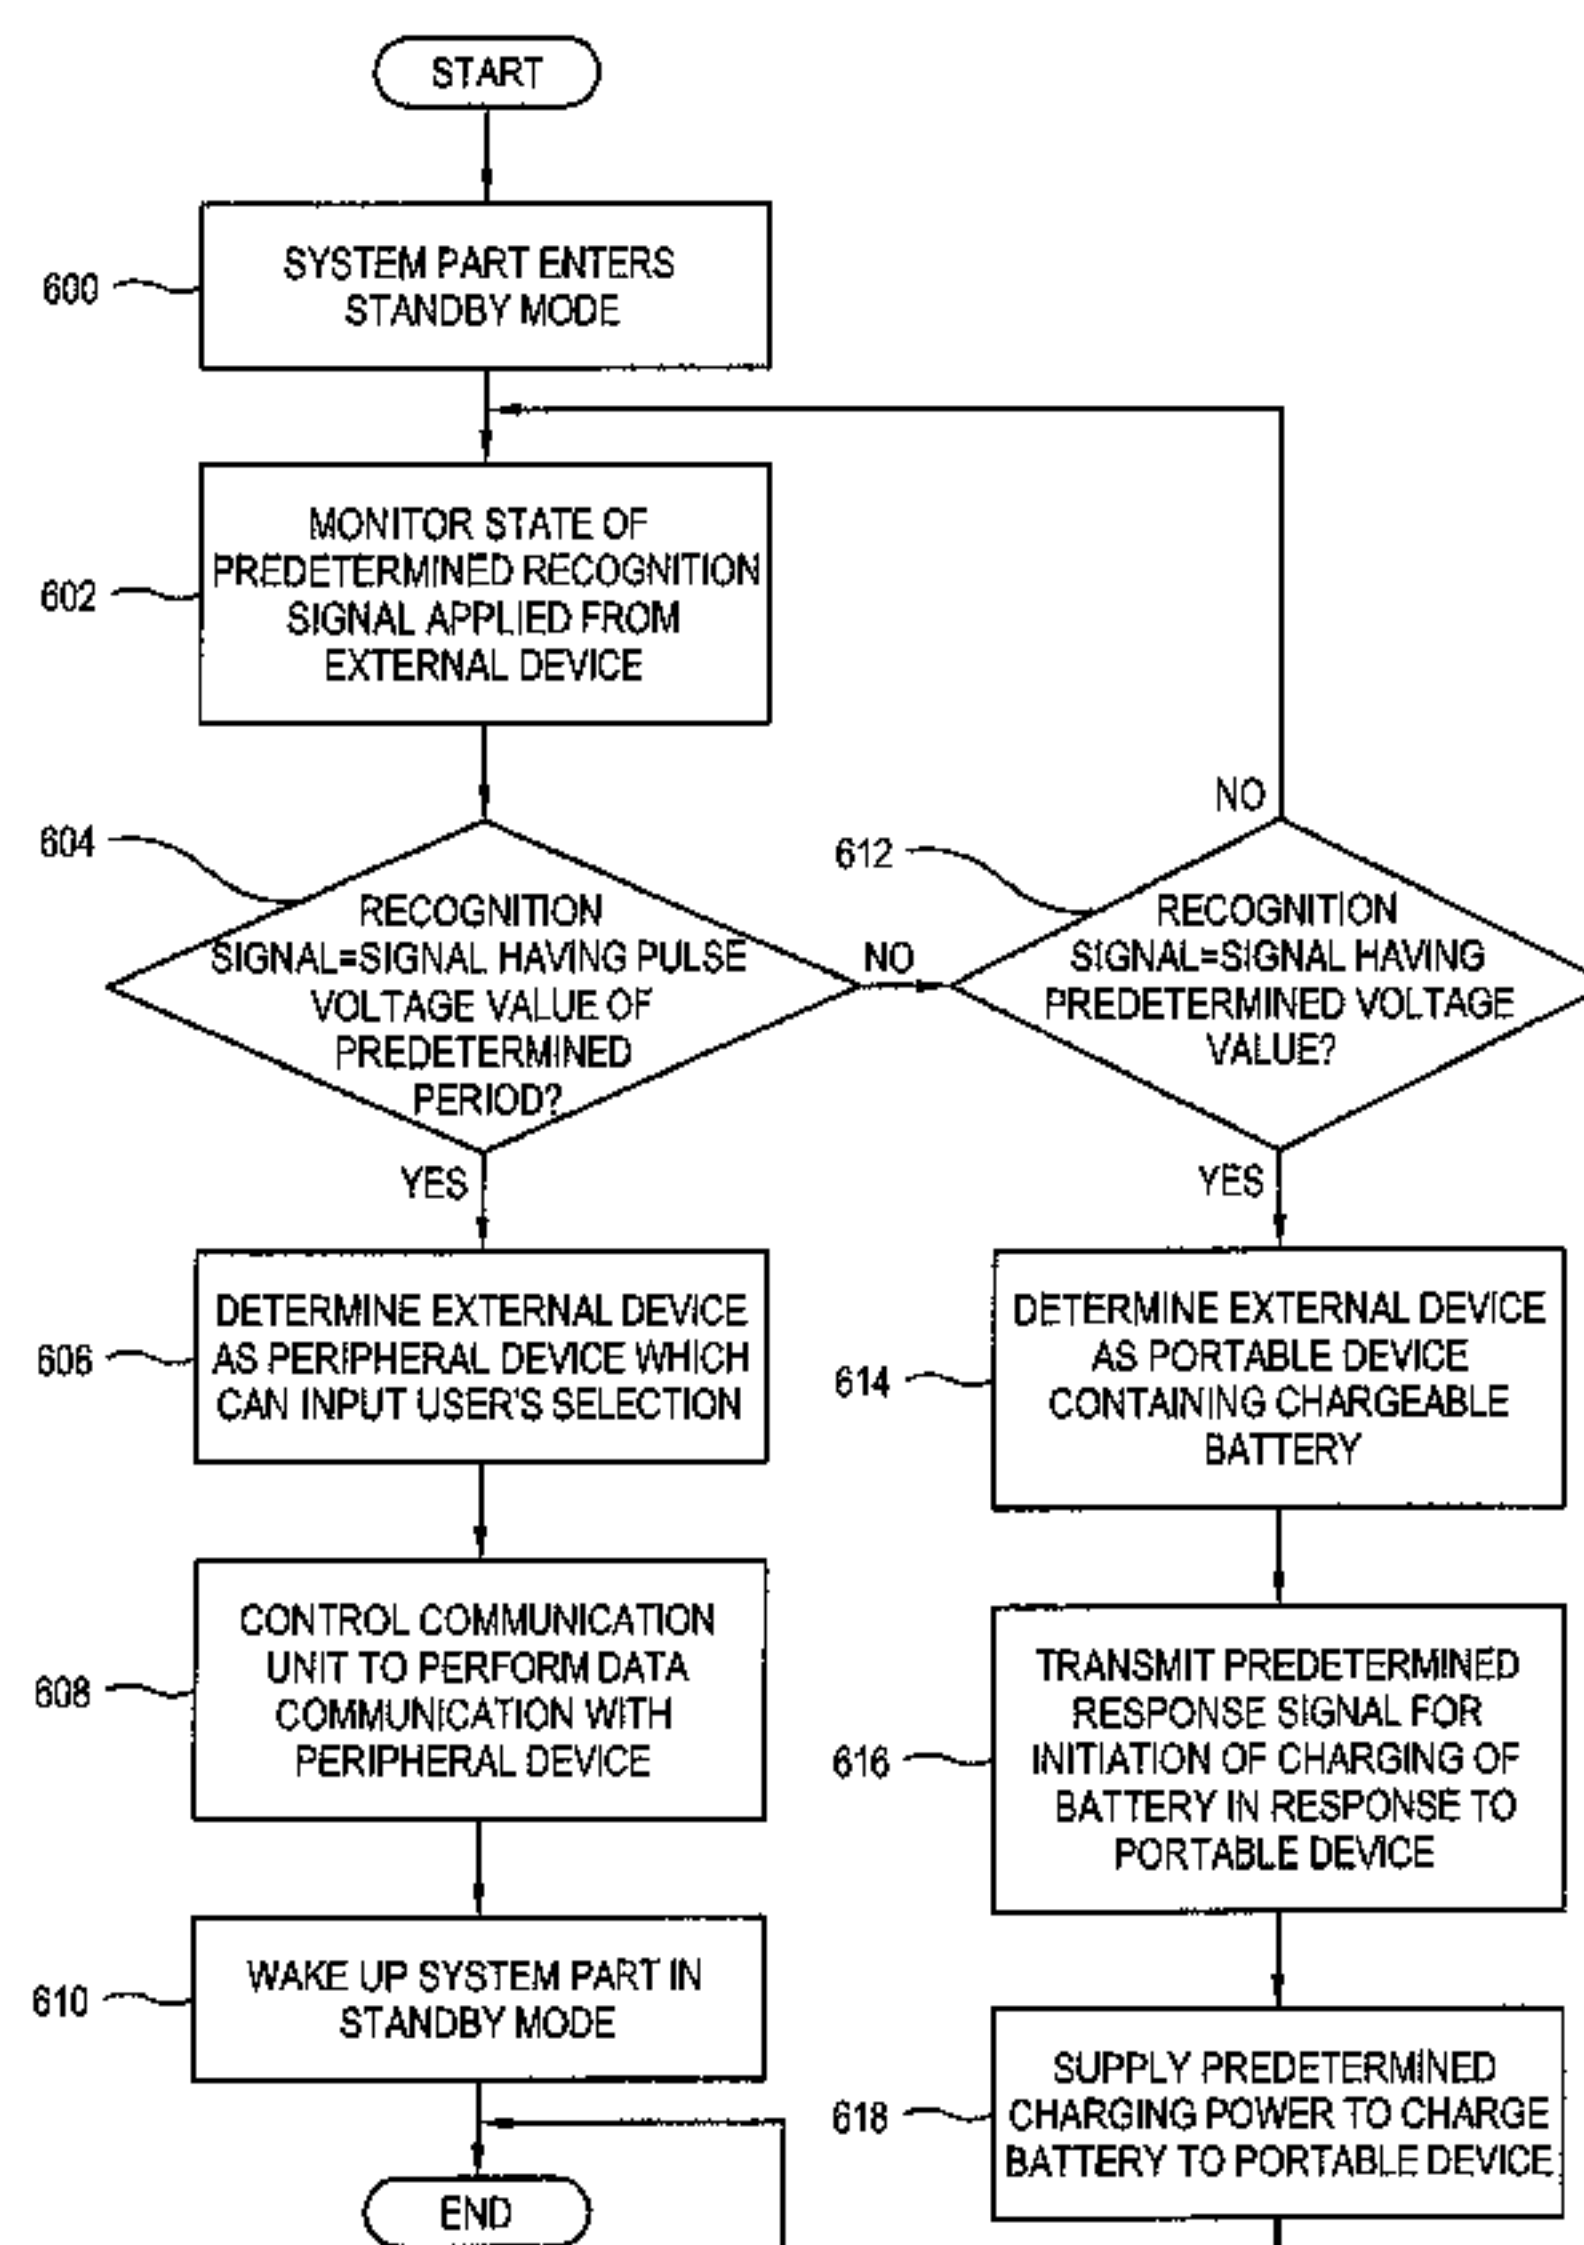 START
600
SYSTEM PART ENTERS
STANDBY MODE
602
MONITOR STATE OF
PREDETERMINED RECOGNITION
SIGNAL APPLIED FROM
EXTERNAL DEVICE
604
RECOGNITION
SIGNAL=SIGNAL HAVING PULSE
VOLTAGE VALUE OF
PREDETERMINED
PERIOD?
NO
YES
612
NO
RECOGNITION
SIGNAL=SIGNAL HAVING
PREDETERMINED VOLTAGE
VALUE?
YES
606
DETERMINE EXTERNAL DEVICE
AS PERIPHERAL DEVICE WHICH
CAN INPUT USER'S SELECTION
614
DETERMINE EXTERNAL DEVICE
AS PORTABLE DEVICE
CONTAINING CHARGEABLE
BATTERY
608
CONTROL COMMUNICATION
UNIT TO PERFORM DATA
COMMUNICATION WITH
PERIPHERAL DEVICE
616
TRANSMIT PREDETERMINED
RESPONSE SIGNAL FOR
INITIATION OF CHARGING OF
BATTERY IN RESPONSE TO
PORTABLE DEVICE
610
WAKE UP SYSTEM PART IN
STANDBY MODE
618
SUPPLY PREDETERMINED
CHARGING POWER TO CHARGE
BATTERY TO PORTABLE DEVICE
END